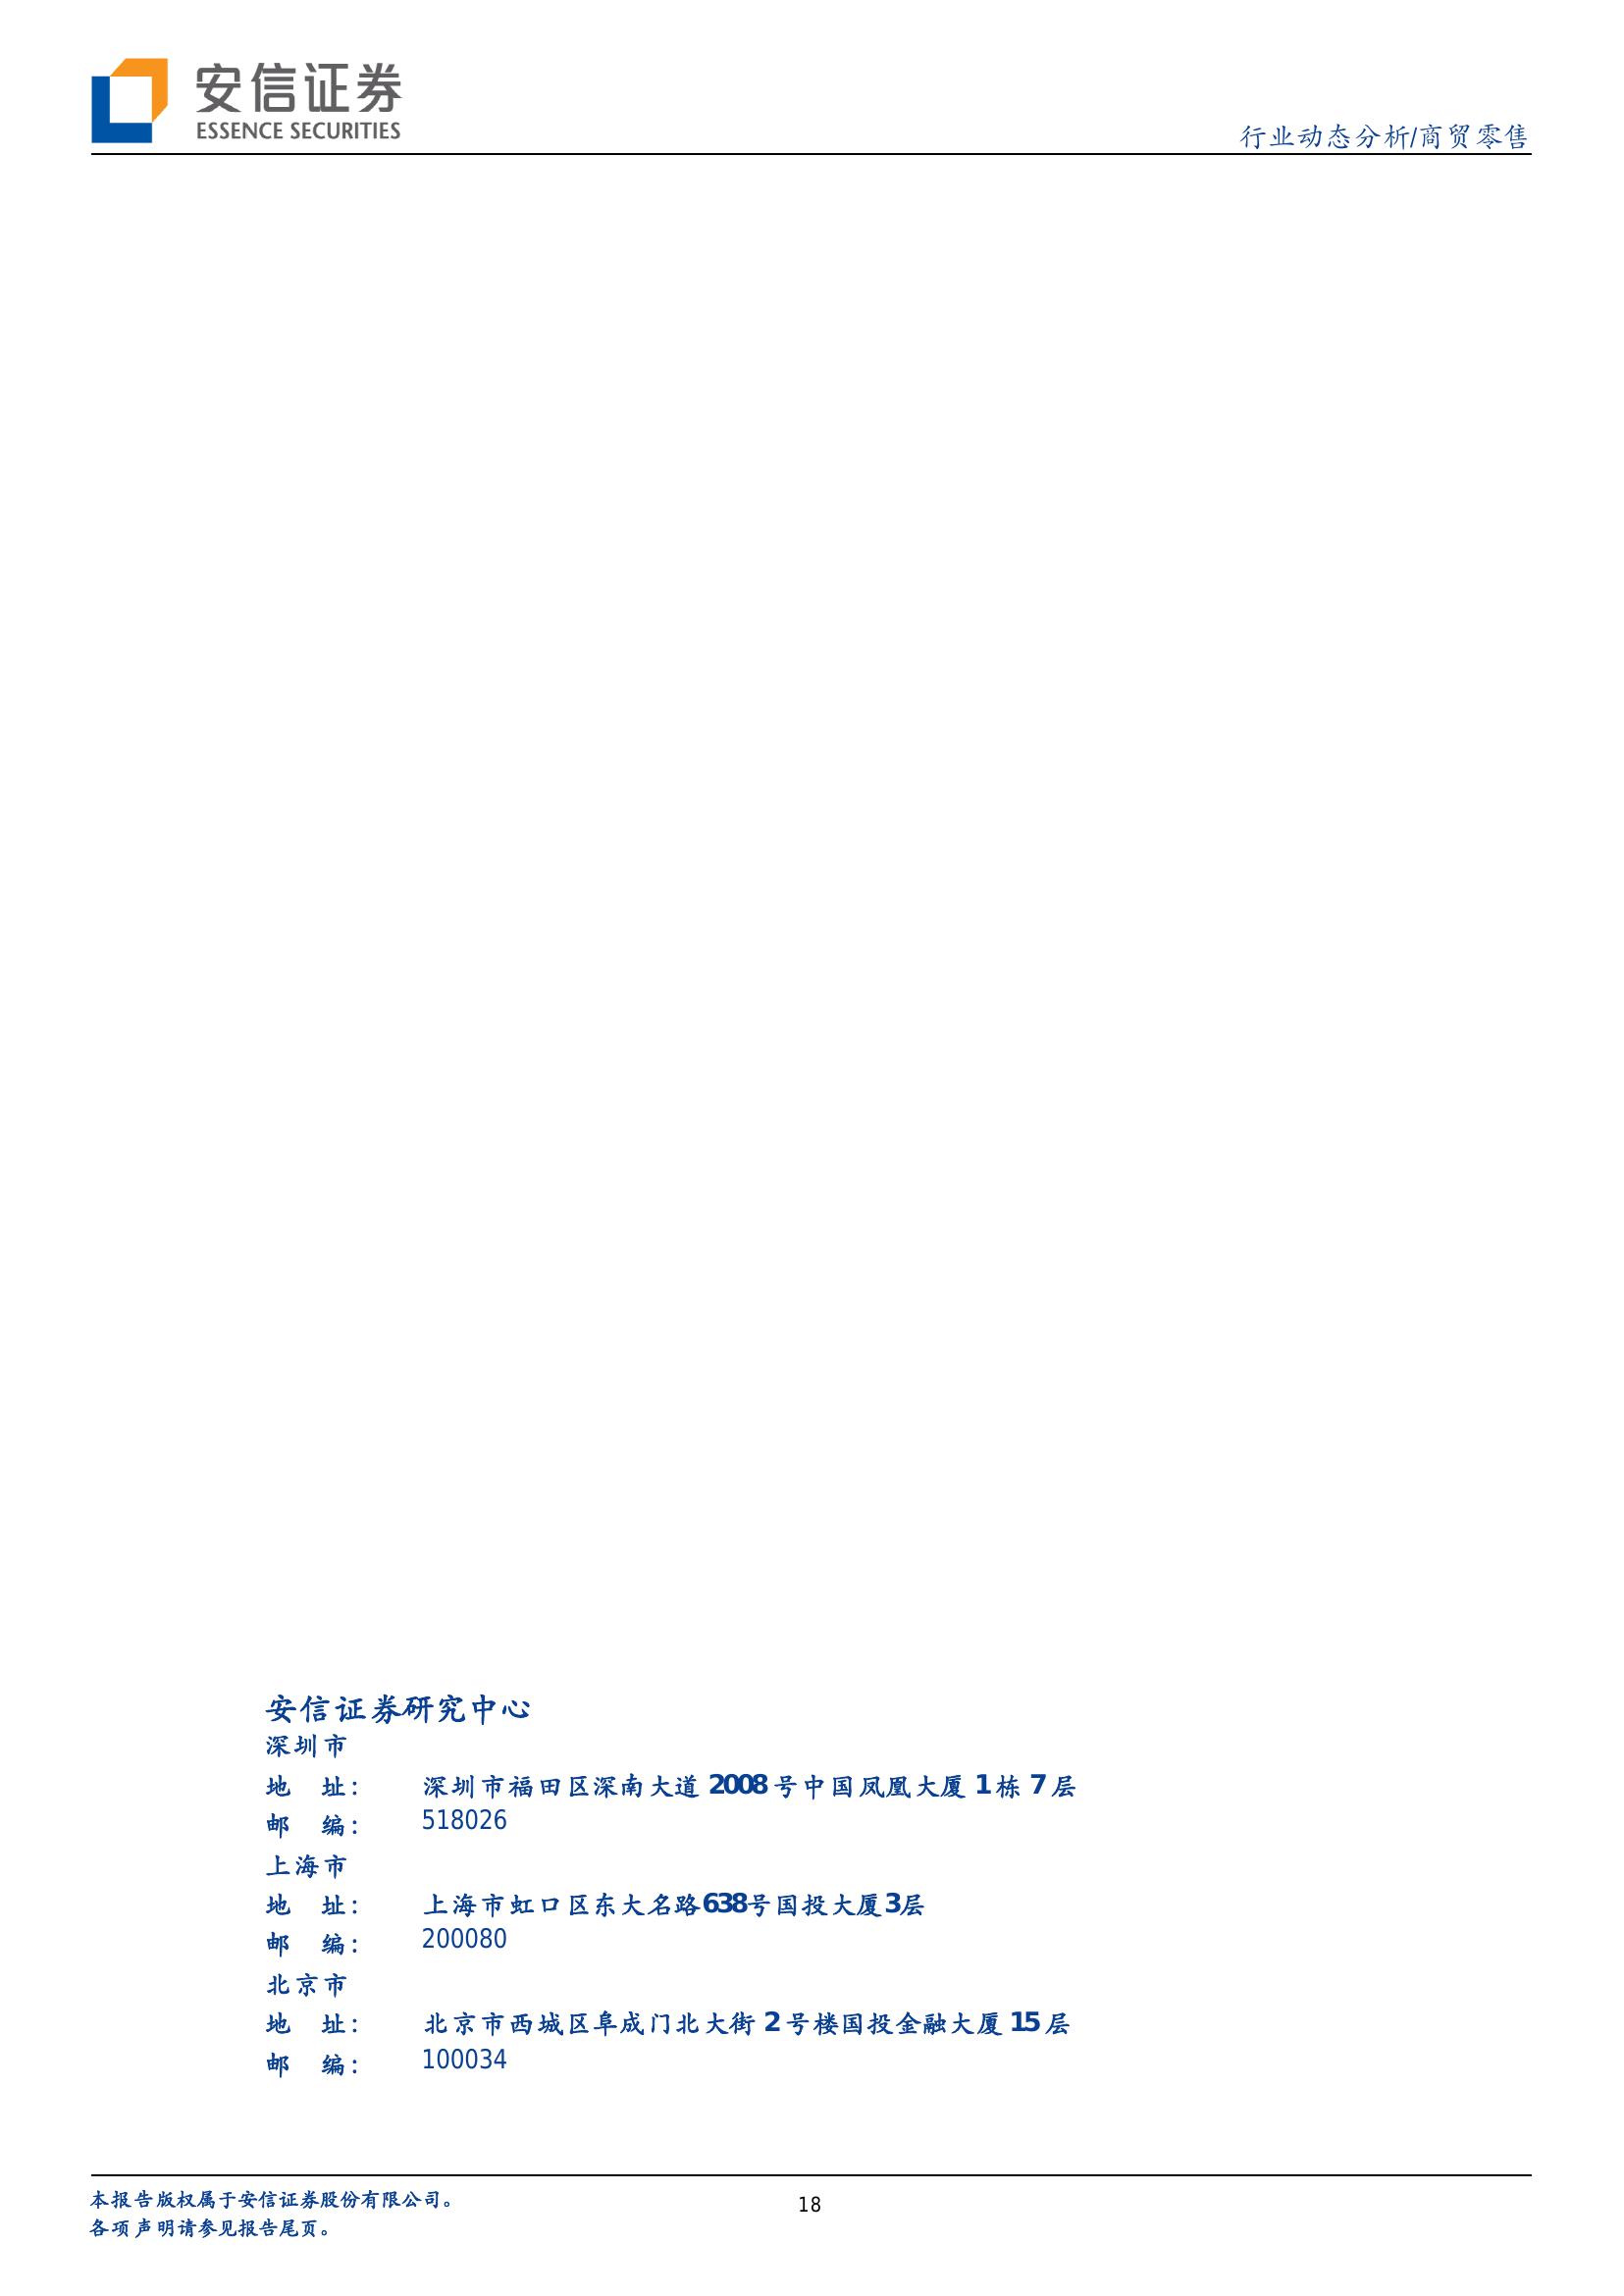 安信证券
ESSENCE SECURITIES
行业动态分析/商贸零售
安信证券研究中心
深圳市
地 址： 深圳市福田区深南大道 2008 号中国凤凰大厦 1 栋 7 层
邮 编： 518026
上海市
地 址： 上海市虹口区东大名路638号国投大厦3层
邮 编： 200080
北京市
地 址： 北京市西城区阜成门北大街 2 号楼国投金融大厦 15 层
邮 编： 100034
本报告版权属于安信证券股份有限公司。
18
各项声明请参见报告尾页。